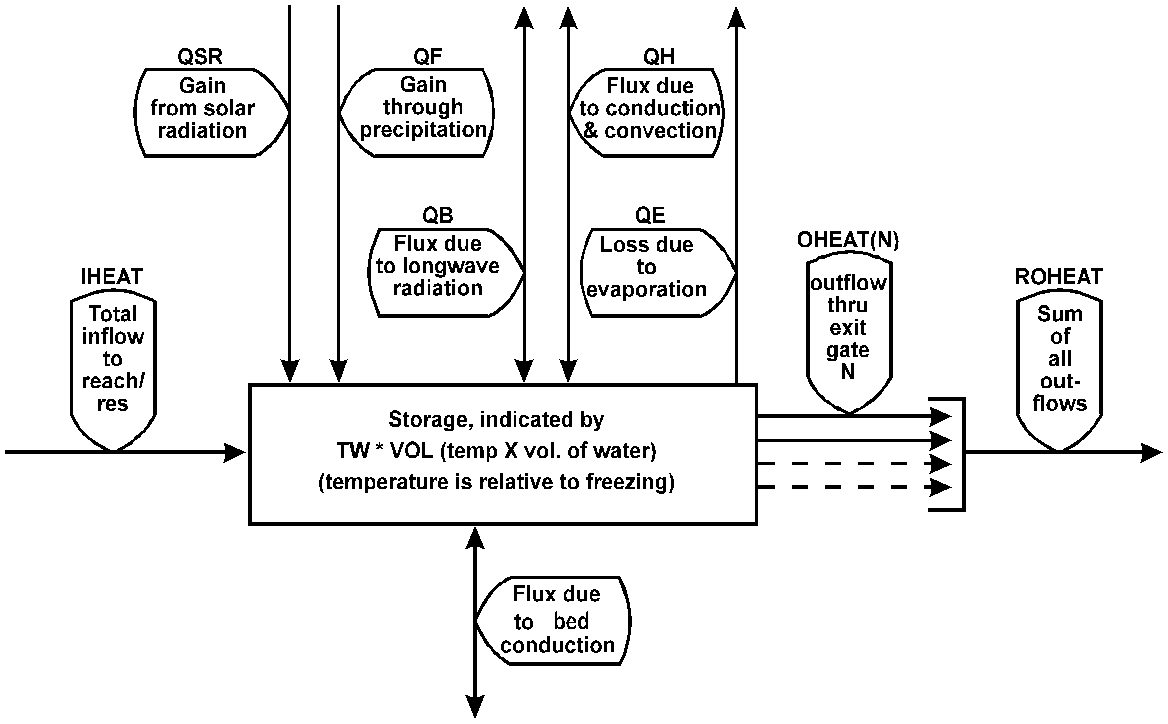 QSR
Gain
from solar
radiation
QF
Gain
through
precipitation
QH
Flux due
to conduction
& convection
QB
Flux due
to longwave
radiation
QE
Loss due
to
evaporation
OHEAT(N)
outflow
thru
exit
gate
N
IHEAT
Total
inflow
to
reach/
res
ROHEAT
Sum
of
all
out-
flows
Storage, indicated by
TW * VOL (temp X vol. of water)
(temperature is relative to freezing)
Flux due
to bed
conduction